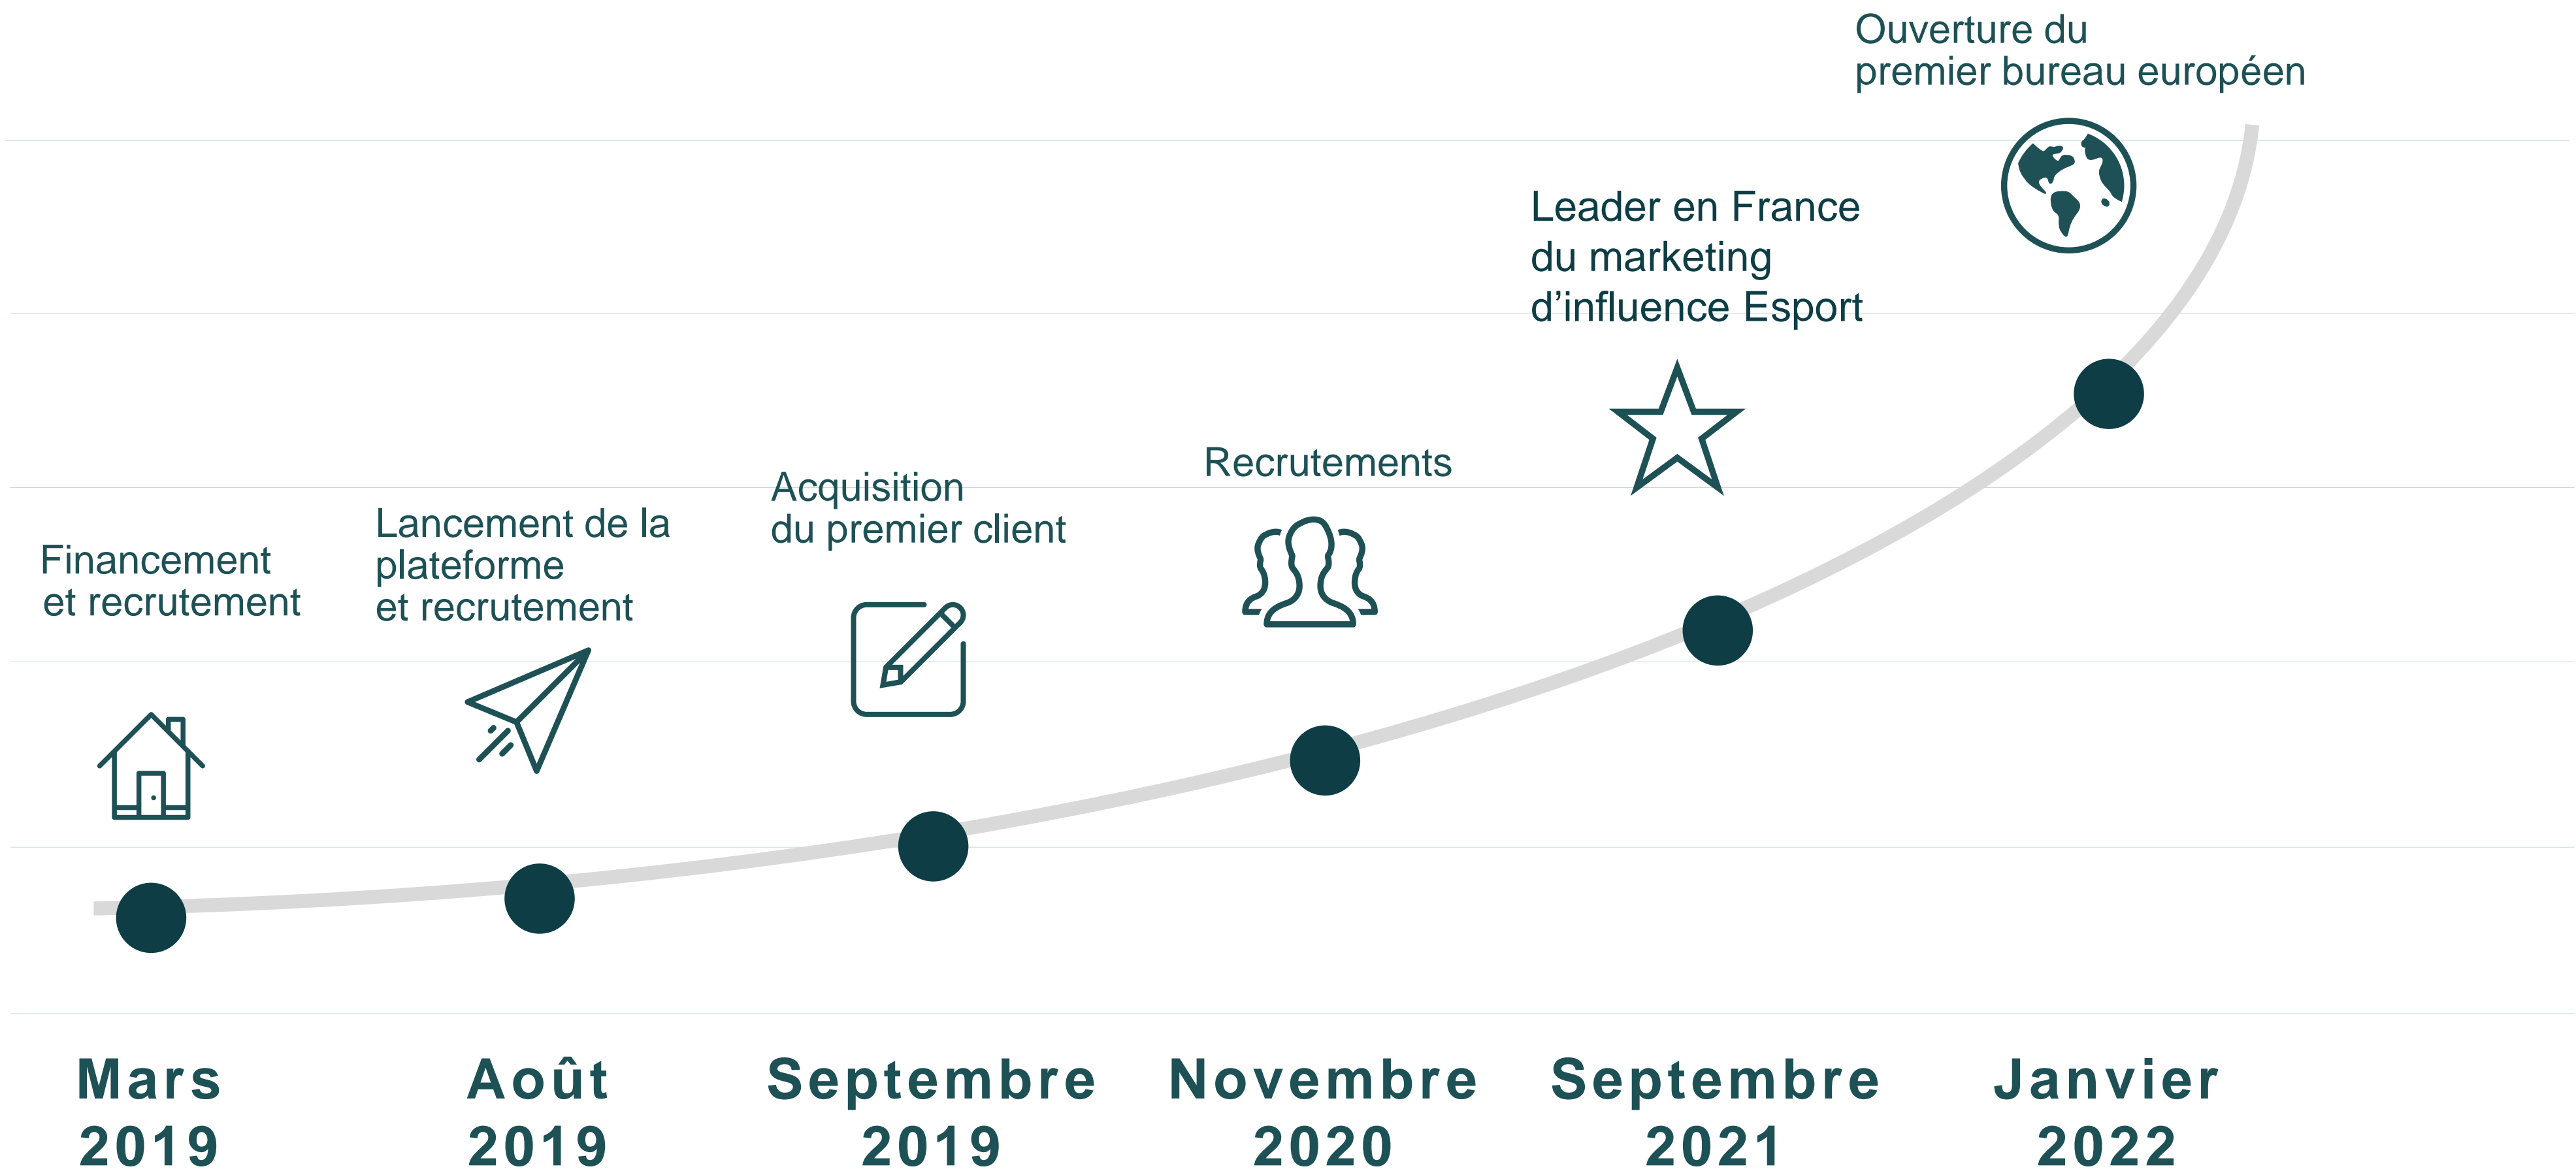 Ouverture du
premier bureau européen
Leader en France
du marketing
d’influence Esport
Recrutements
Acquisition
du premier client
Lancement de la
plateforme
et recrutement
Financement
et recrutement
Mars
2019
Août
2019
Septembre
2019
Novembre
2020
Septembre
2021
Janvier
2022